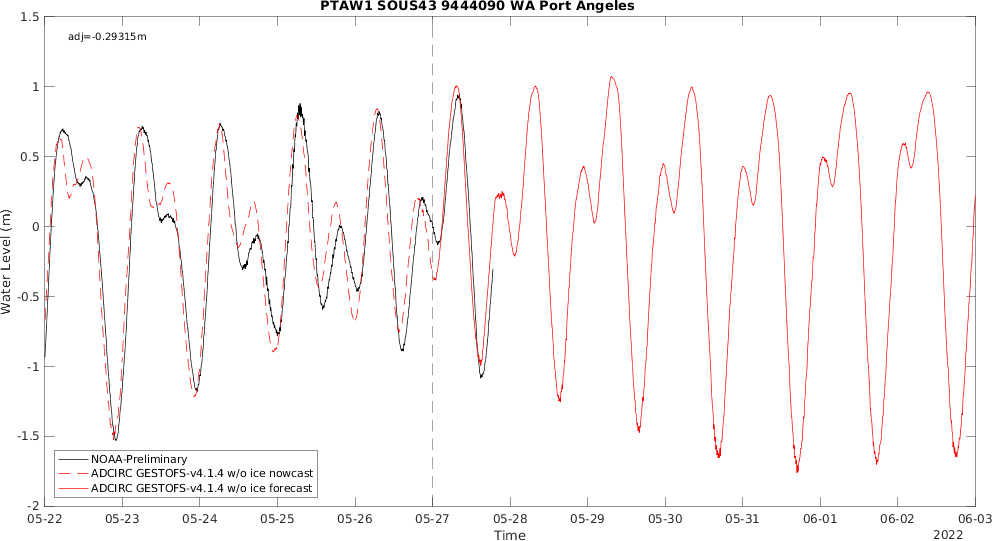 PTAW1 SOUS43 9444090 WA Port Angeles
adj=-0.29315m
1.5
1
0.5
0
-0.5
-1
-1.5
-2
Water Level (m)
NOAA-Preliminary
ADCIRC GESTOFS-v4.1.4 w/o ice nowcast
ADCIRC GESTOFS-v4.1.4 w/o ice forecast
05-22 05-23 05-24 05-25 05-26 05-27 05-28 05-29 05-30 05-31 06-01 06-02 06-03
Time
2022